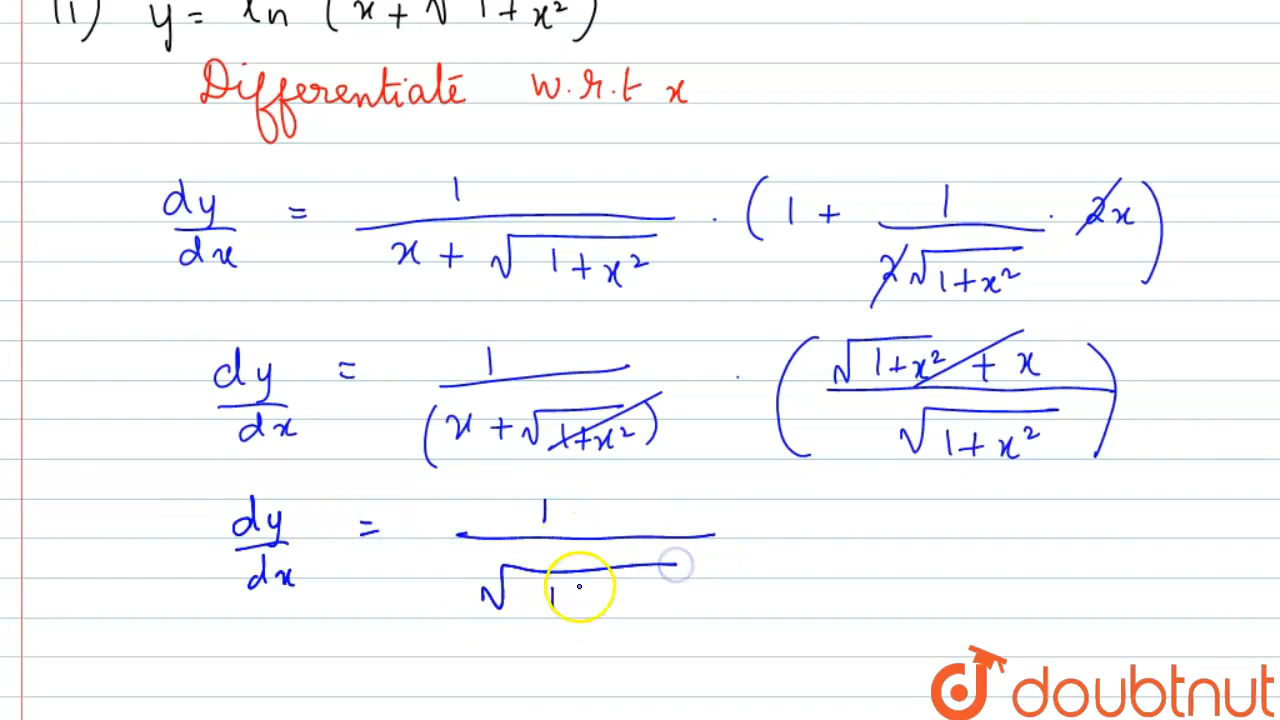 (1) y = ln (x + √1 + x²)
Differentiate w.r.t x
dy/dx = 1/(x + √(1+x²)) · (1 + 1/(2√(1+x²)) · 2x)
dy/dx = 1/(x + √(1+x²)) · ((√(1+x²) + x)/√(1+x²))
dy/dx = 1/√1
doubtnut